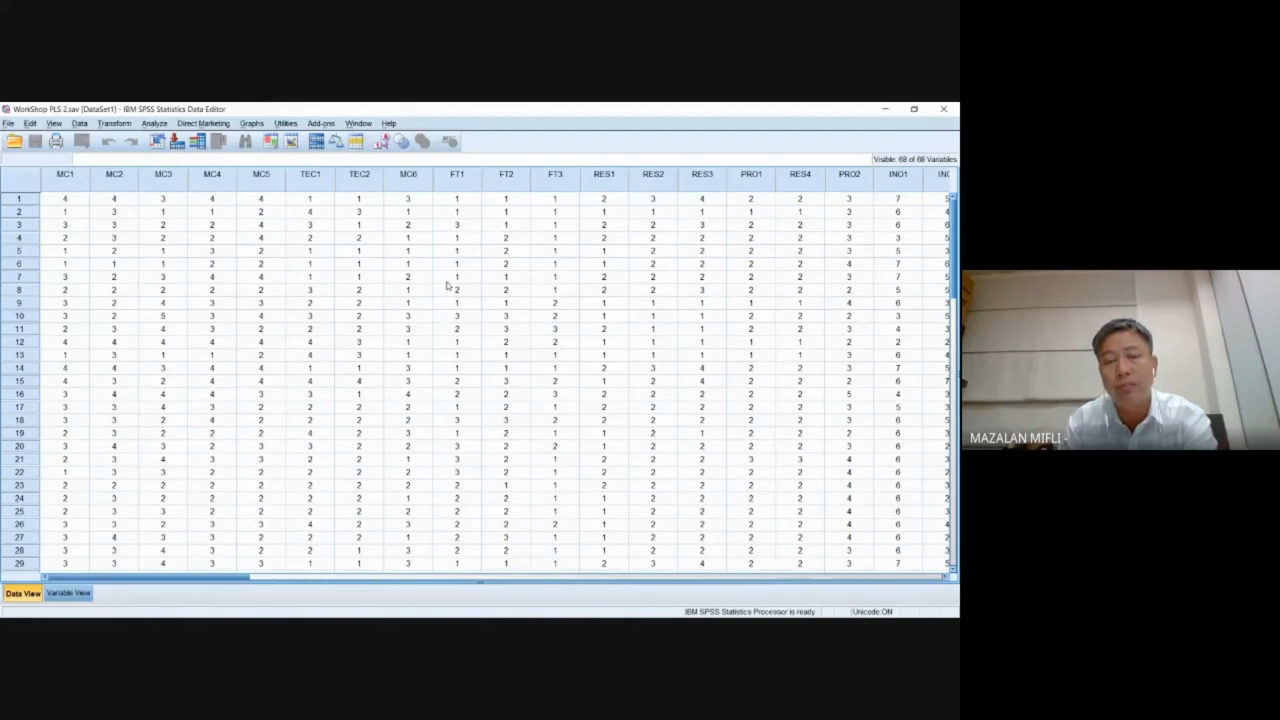 WorkShop PLS 2.sav [DataSet1] - IBM SPSS Statistics Data Editor
File Edit View Data Transform Analyze Direct Marketing Graphs Utilities Add-ons Window Help
Visible: 68 of 68 Variables
MC1 MC2 MC3 MC4 MC5 TEC1 TEC2 MC6 FT1 FT2 FT3 RES1 RES2 RES3 PRO1 RES4 PRO2 INO1
1 4 4 3 4 4 1 1 3 1 1 1 2 3 4 2 2 3 7 5
2 1 3 1 1 2 4 3 1 1 1 1 1 1 1 1 1 3 6 4
3 3 3 2 2 4 3 1 2 3 1 1 2 2 3 2 2 3 6 6
4 2 3 2 2 4 2 2 1 1 2 1 2 2 2 2 2 3 3 5
5 1 2 1 3 2 1 1 1 1 2 1 1 2 2 2 2 3 5 3
6 1 1 1 2 2 1 1 1 1 2 1 2 2 2 2 2 4 7 6
7 3 2 3 4 4 1 1 2 1 1 1 2 2 2 2 2 3 7 5
8 2 2 2 2 2 3 2 1 2 2 1 2 2 3 2 2 2 5 5
9 3 2 4 3 3 2 2 1 1 1 2 1 1 1 1 1 4 6 3
10 3 2 5 3 4 3 2 3 3 3 2 1 1 1 2 2 2 3 5
11 2 3 4 3 2 2 2 3 2 3 3 2 1 1 2 2 3 4 3
12 4 4 4 4 4 4 3 1 2 2 1 1 1 1 1 2 2 2
13 1 3 1 1 2 4 3 1 1 1 1 1 1 1 1 3 6 4
14 4 4 3 4 4 1 1 1 1 1 1 2 3 4 2 2 3 7 5
15 4 3 2 4 4 4 4 3 2 3 2 1 2 4 2 2 2 6 7
16 3 4 4 4 3 3 1 4 2 2 3 2 2 2 2 2 5 4 3
17 3 3 4 3 2 2 2 2 1 2 2 2 2 2 2 2 3 5 3
18 3 3 2 4 2 2 2 2 3 3 2 2 2 2 2 2 3 6 5
19 2 3 2 2 2 4 2 3 1 2 1 1 2 1 2 2 2 6 3
20 3 4 3 2 3 2 2 3 3 2 2 1 2 2 2 2 3 6 2
21 2 3 4 3 3 2 2 3 3 2 1 2 2 2 3 3 4 6 3
22 1 3 3 2 2 2 2 1 3 2 1 2 2 2 2 2 4 6 2
23 2 2 2 2 2 2 2 2 2 1 1 2 2 2 2 2 4 6 3
24 2 3 2 2 2 2 2 1 2 2 1 1 2 2 2 2 4 6 2
25 2 3 3 2 2 2 2 2 2 2 1 1 2 2 2 2 4 6 3
26 3 3 2 3 3 4 2 3 2 2 2 1 2 2 2 2 4 6 4
27 3 4 3 3 2 2 2 1 2 3 1 2 2 2 2 2 4 6 2
28 3 3 4 3 2 2 1 3 2 2 1 1 2 2 2 2 3 6 3
29 3 3 4 3 3 1 1 3 1 1 1 2 3 4 2 2 3 7 5
Data View Variable View
IBM SPSS Statistics Processor is ready Unicode:ON
MAZALAN MIFLI -